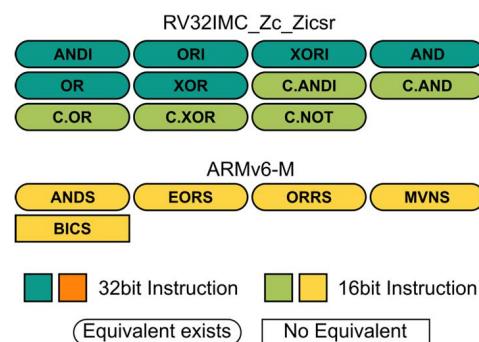 RV32IMC_Zc_Zicsr
ANDI ORI XORI AND
OR XOR C.ANDI C.AND
C.OR C.XOR C.NOT
ARMv6-M
ANDS EORS ORRS MVNS
BICS
32bit Instruction 16bit Instruction
Equivalent exists No Equivalent